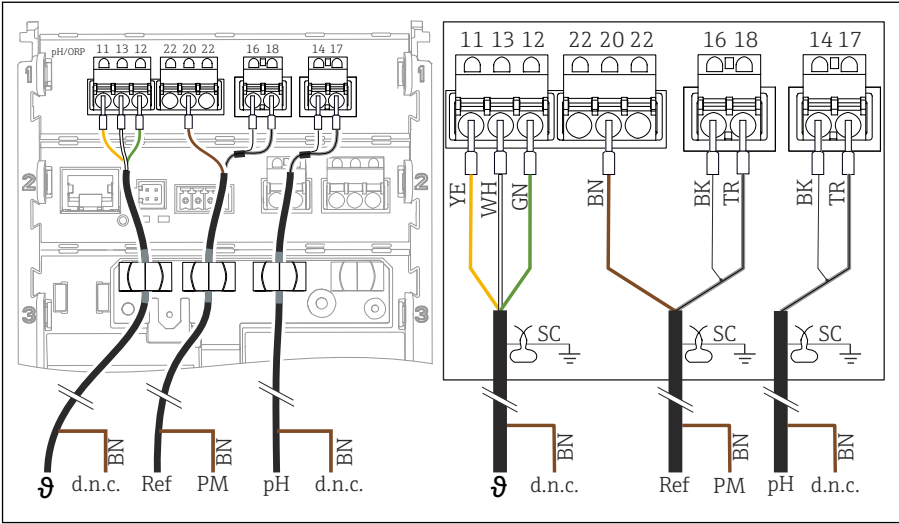 pH/ORP 11 13 12 22 20 22 16 18 14 17
1 1
2 2
3 3
BN BN BN
ϑ d.n.c. Ref PM pH d.n.c.
11 13 12 22 20 22 16 18 14 17
YE WH GN BN BK TR BK TR
SC SC SC
BN BN BN
ϑ d.n.c. Ref PM pH d.n.c.